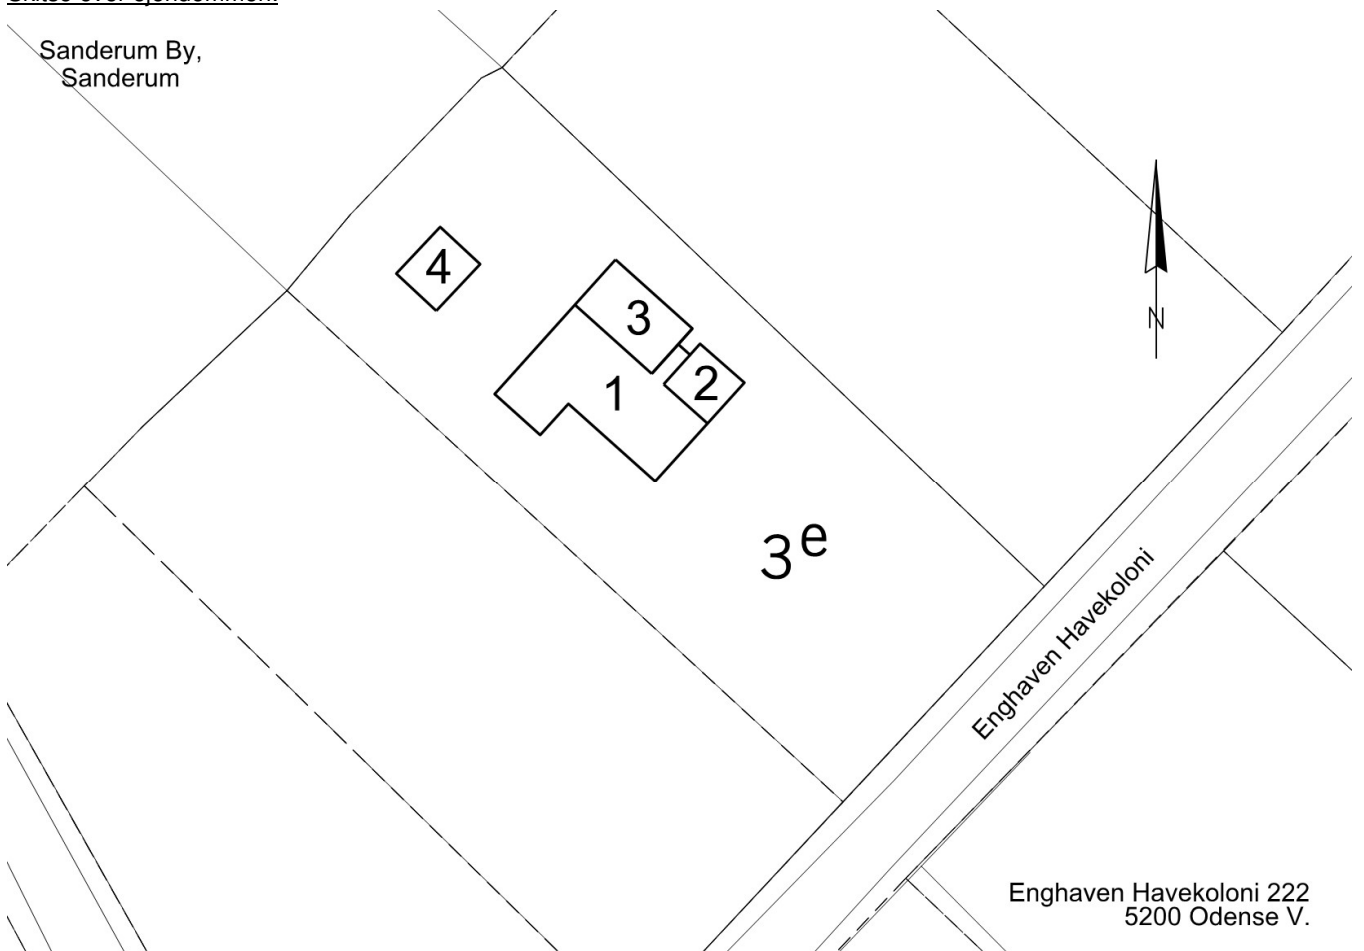 Sanderum By,
Sanderum
4
3
2
1
N
3e
Enghaven Havekoloni
Enghaven Havekoloni 222
5200 Odense V.